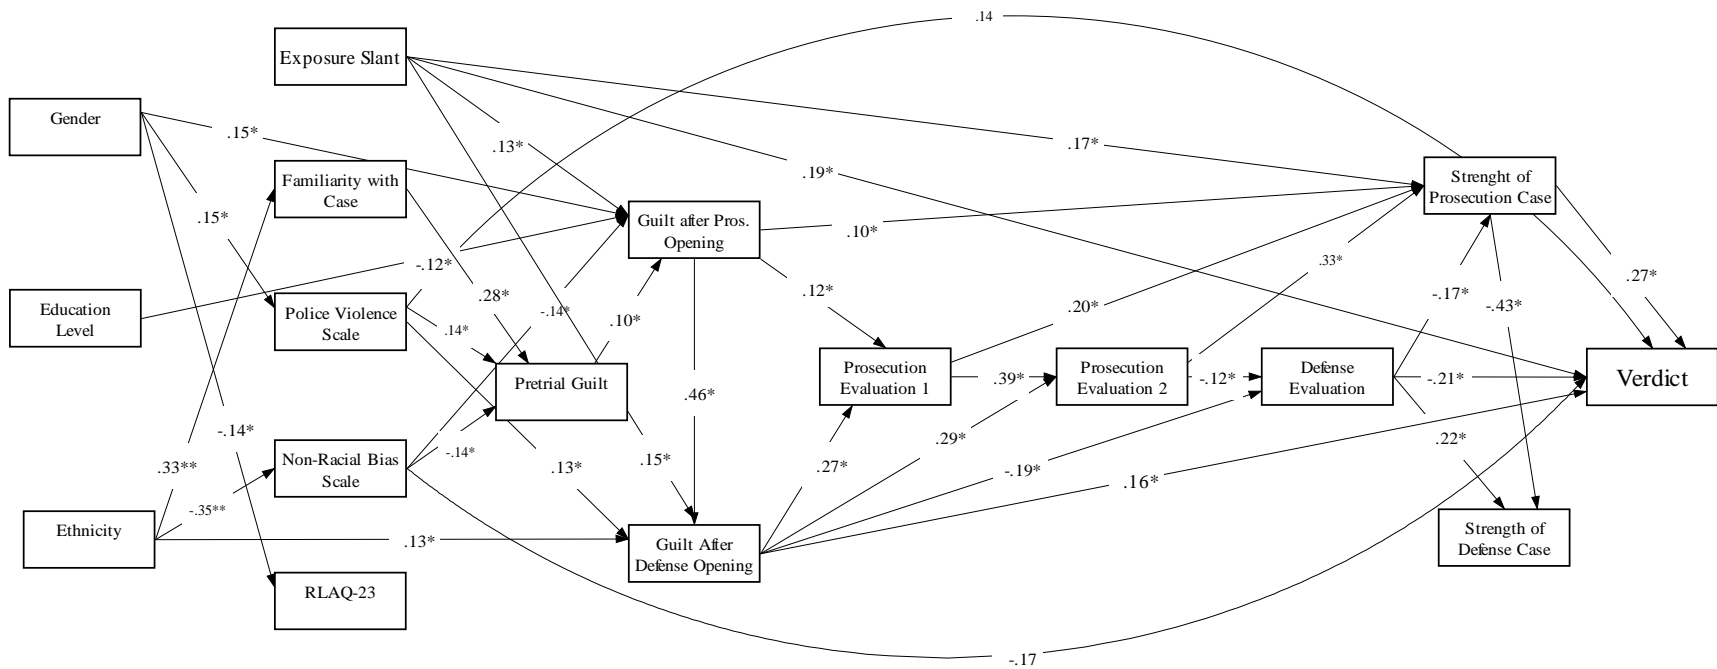 .14
Exposure Slant
Gender
.15*
.13*
.17*
.19*
Familiarity with
Case
Strenght of
Prosecution Case
.15*
Guilt after Pros.
Opening
.10*
-.12*
.33*
.27*
.12*
Education
Level
.28*
-.14*
.10*
.20*
-.17*
-.43*
Police Violence
Scale
.14*
Pretrial Guilt
Prosecution
Evaluation 1
.39*
Prosecution
Evaluation 2
-.12*
Defense
Evaluation
-.21*
Verdict
.46*
-.14*
.33**
Non-Racial Bias
Scale
-.14*
.13*
.15*
.27*
.29*
-.19*
.22*
.16*
-.35**
Ethnicity
.13*
Guilt After
Defense Opening
Strength of
Defense Case
RLAQ-23
-.17